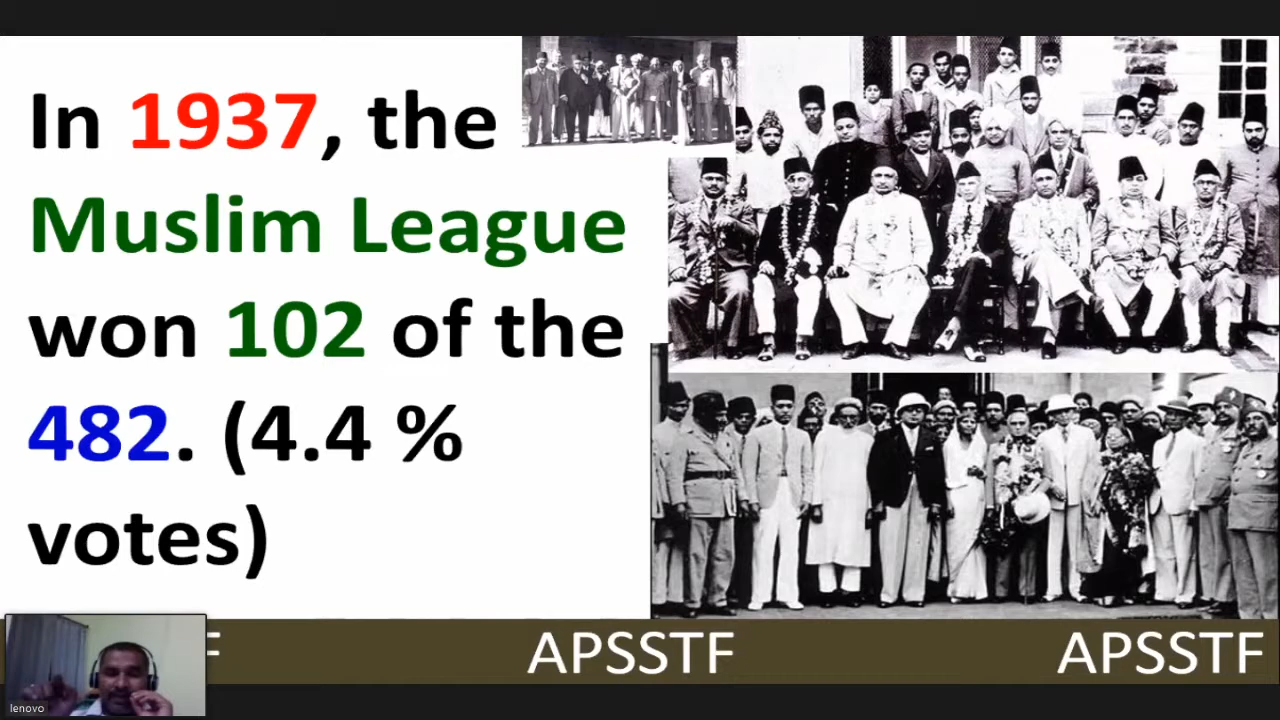 In 1937, the
Muslim League
won 102 of the
482. (4.4 %
votes)
F
APSSTF
APSSTF
lenovo